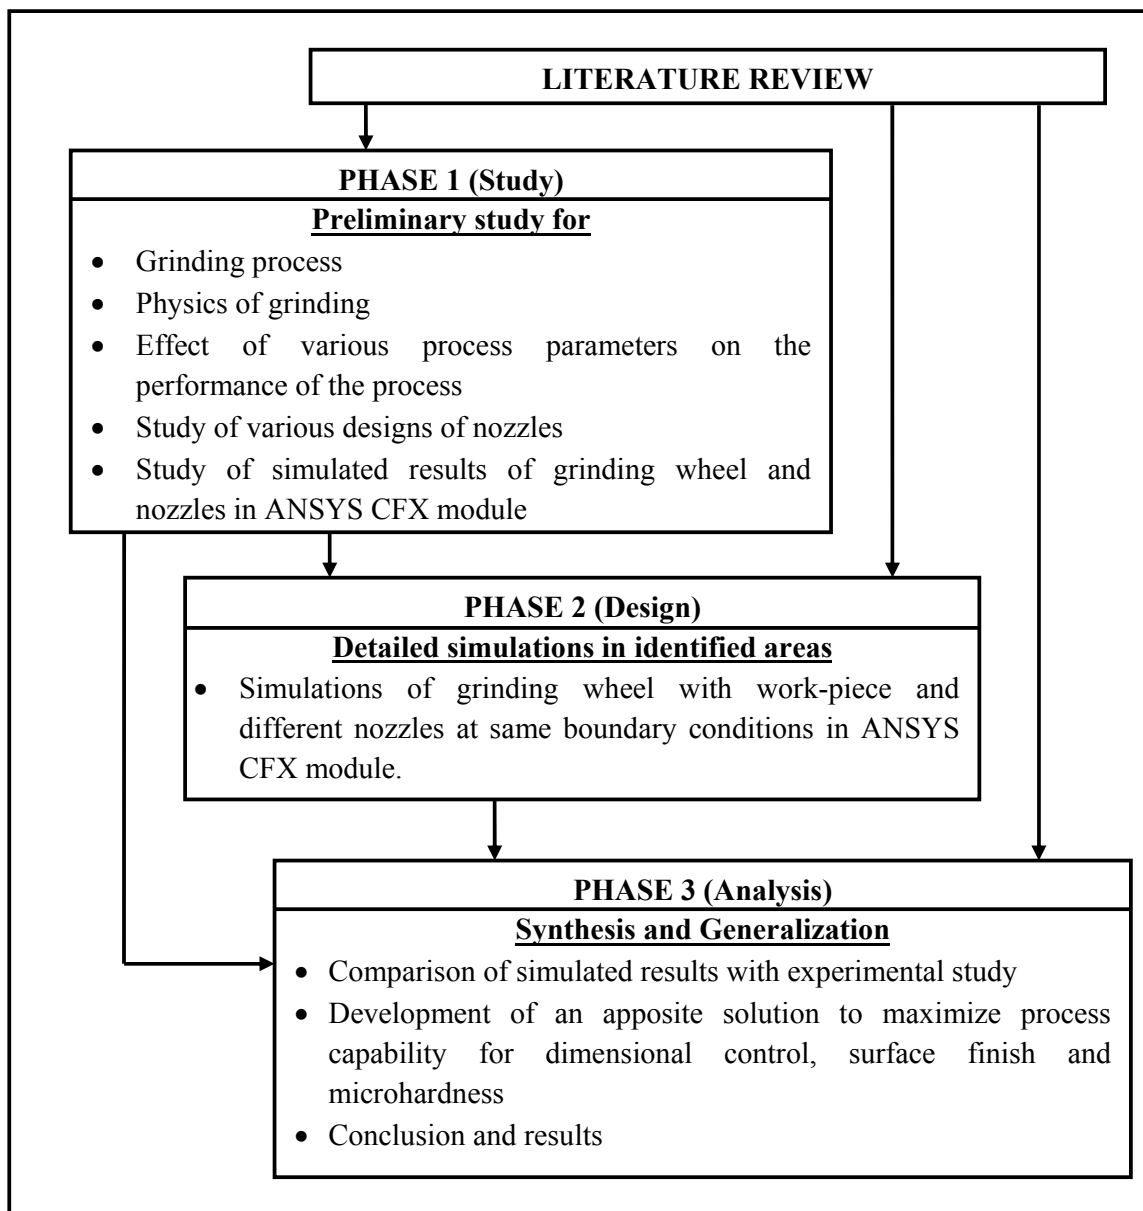 LITERATURE REVIEW
PHASE 1 (Study)
Preliminary study for
• Grinding process
• Physics of grinding
• Effect of various process parameters on the
performance of the process
• Study of various designs of nozzles
• Study of simulated results of grinding wheel and
nozzles in ANSYS CFX module
PHASE 2 (Design)
Detailed simulations in identified areas
• Simulations of grinding wheel with work-piece and
different nozzles at same boundary conditions in ANSYS
CFX module.
PHASE 3 (Analysis)
Synthesis and Generalization
• Comparison of simulated results with experimental study
• Development of an apposite solution to maximize process
capability for dimensional control, surface finish and
microhardness
• Conclusion and results